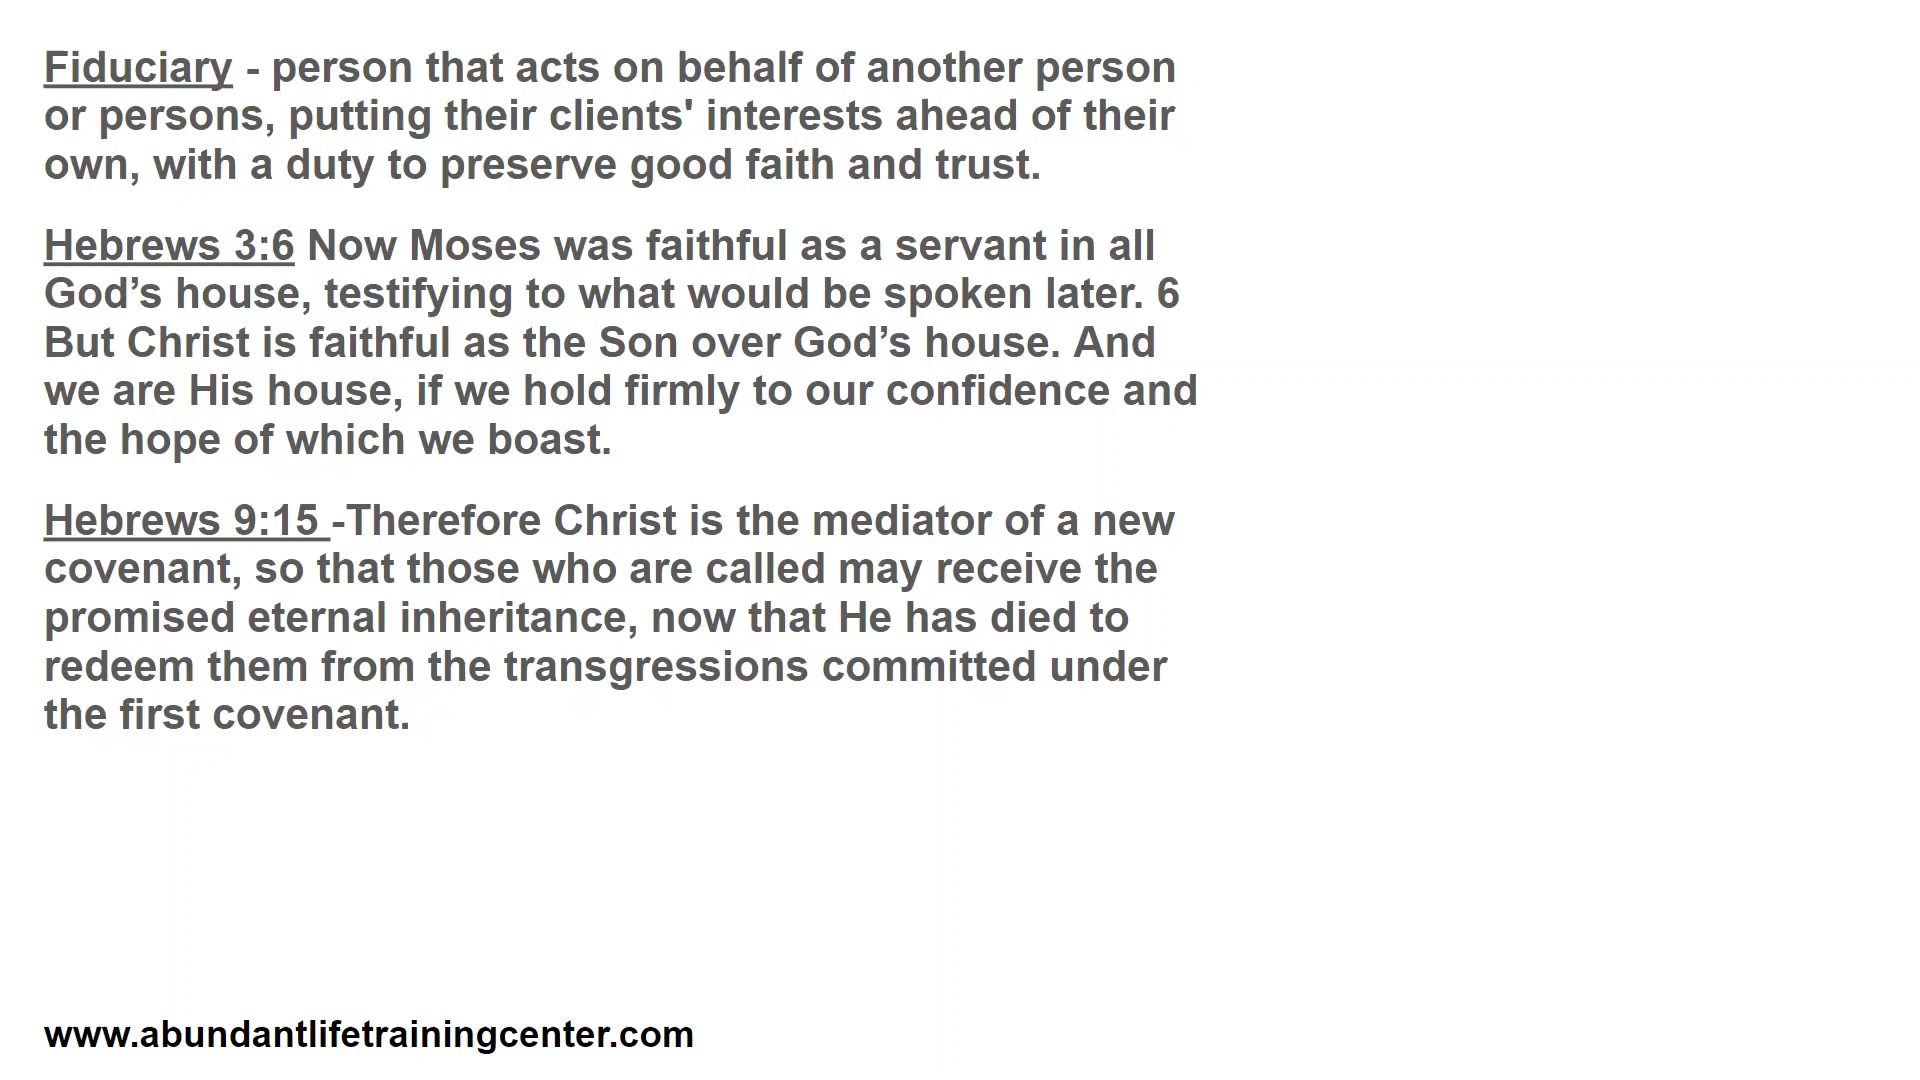 Fiduciary - person that acts on behalf of another person
or persons, putting their clients' interests ahead of their
own, with a duty to preserve good faith and trust.
Hebrews 3:6 Now Moses was faithful as a servant in all
God’s house, testifying to what would be spoken later. 6
But Christ is faithful as the Son over God’s house. And
we are His house, if we hold firmly to our confidence and
the hope of which we boast.
Hebrews 9:15 -Therefore Christ is the mediator of a new
covenant, so that those who are called may receive the
promised eternal inheritance, now that He has died to
redeem them from the transgressions committed under
the first covenant.
www.abundantlifetrainingcenter.com